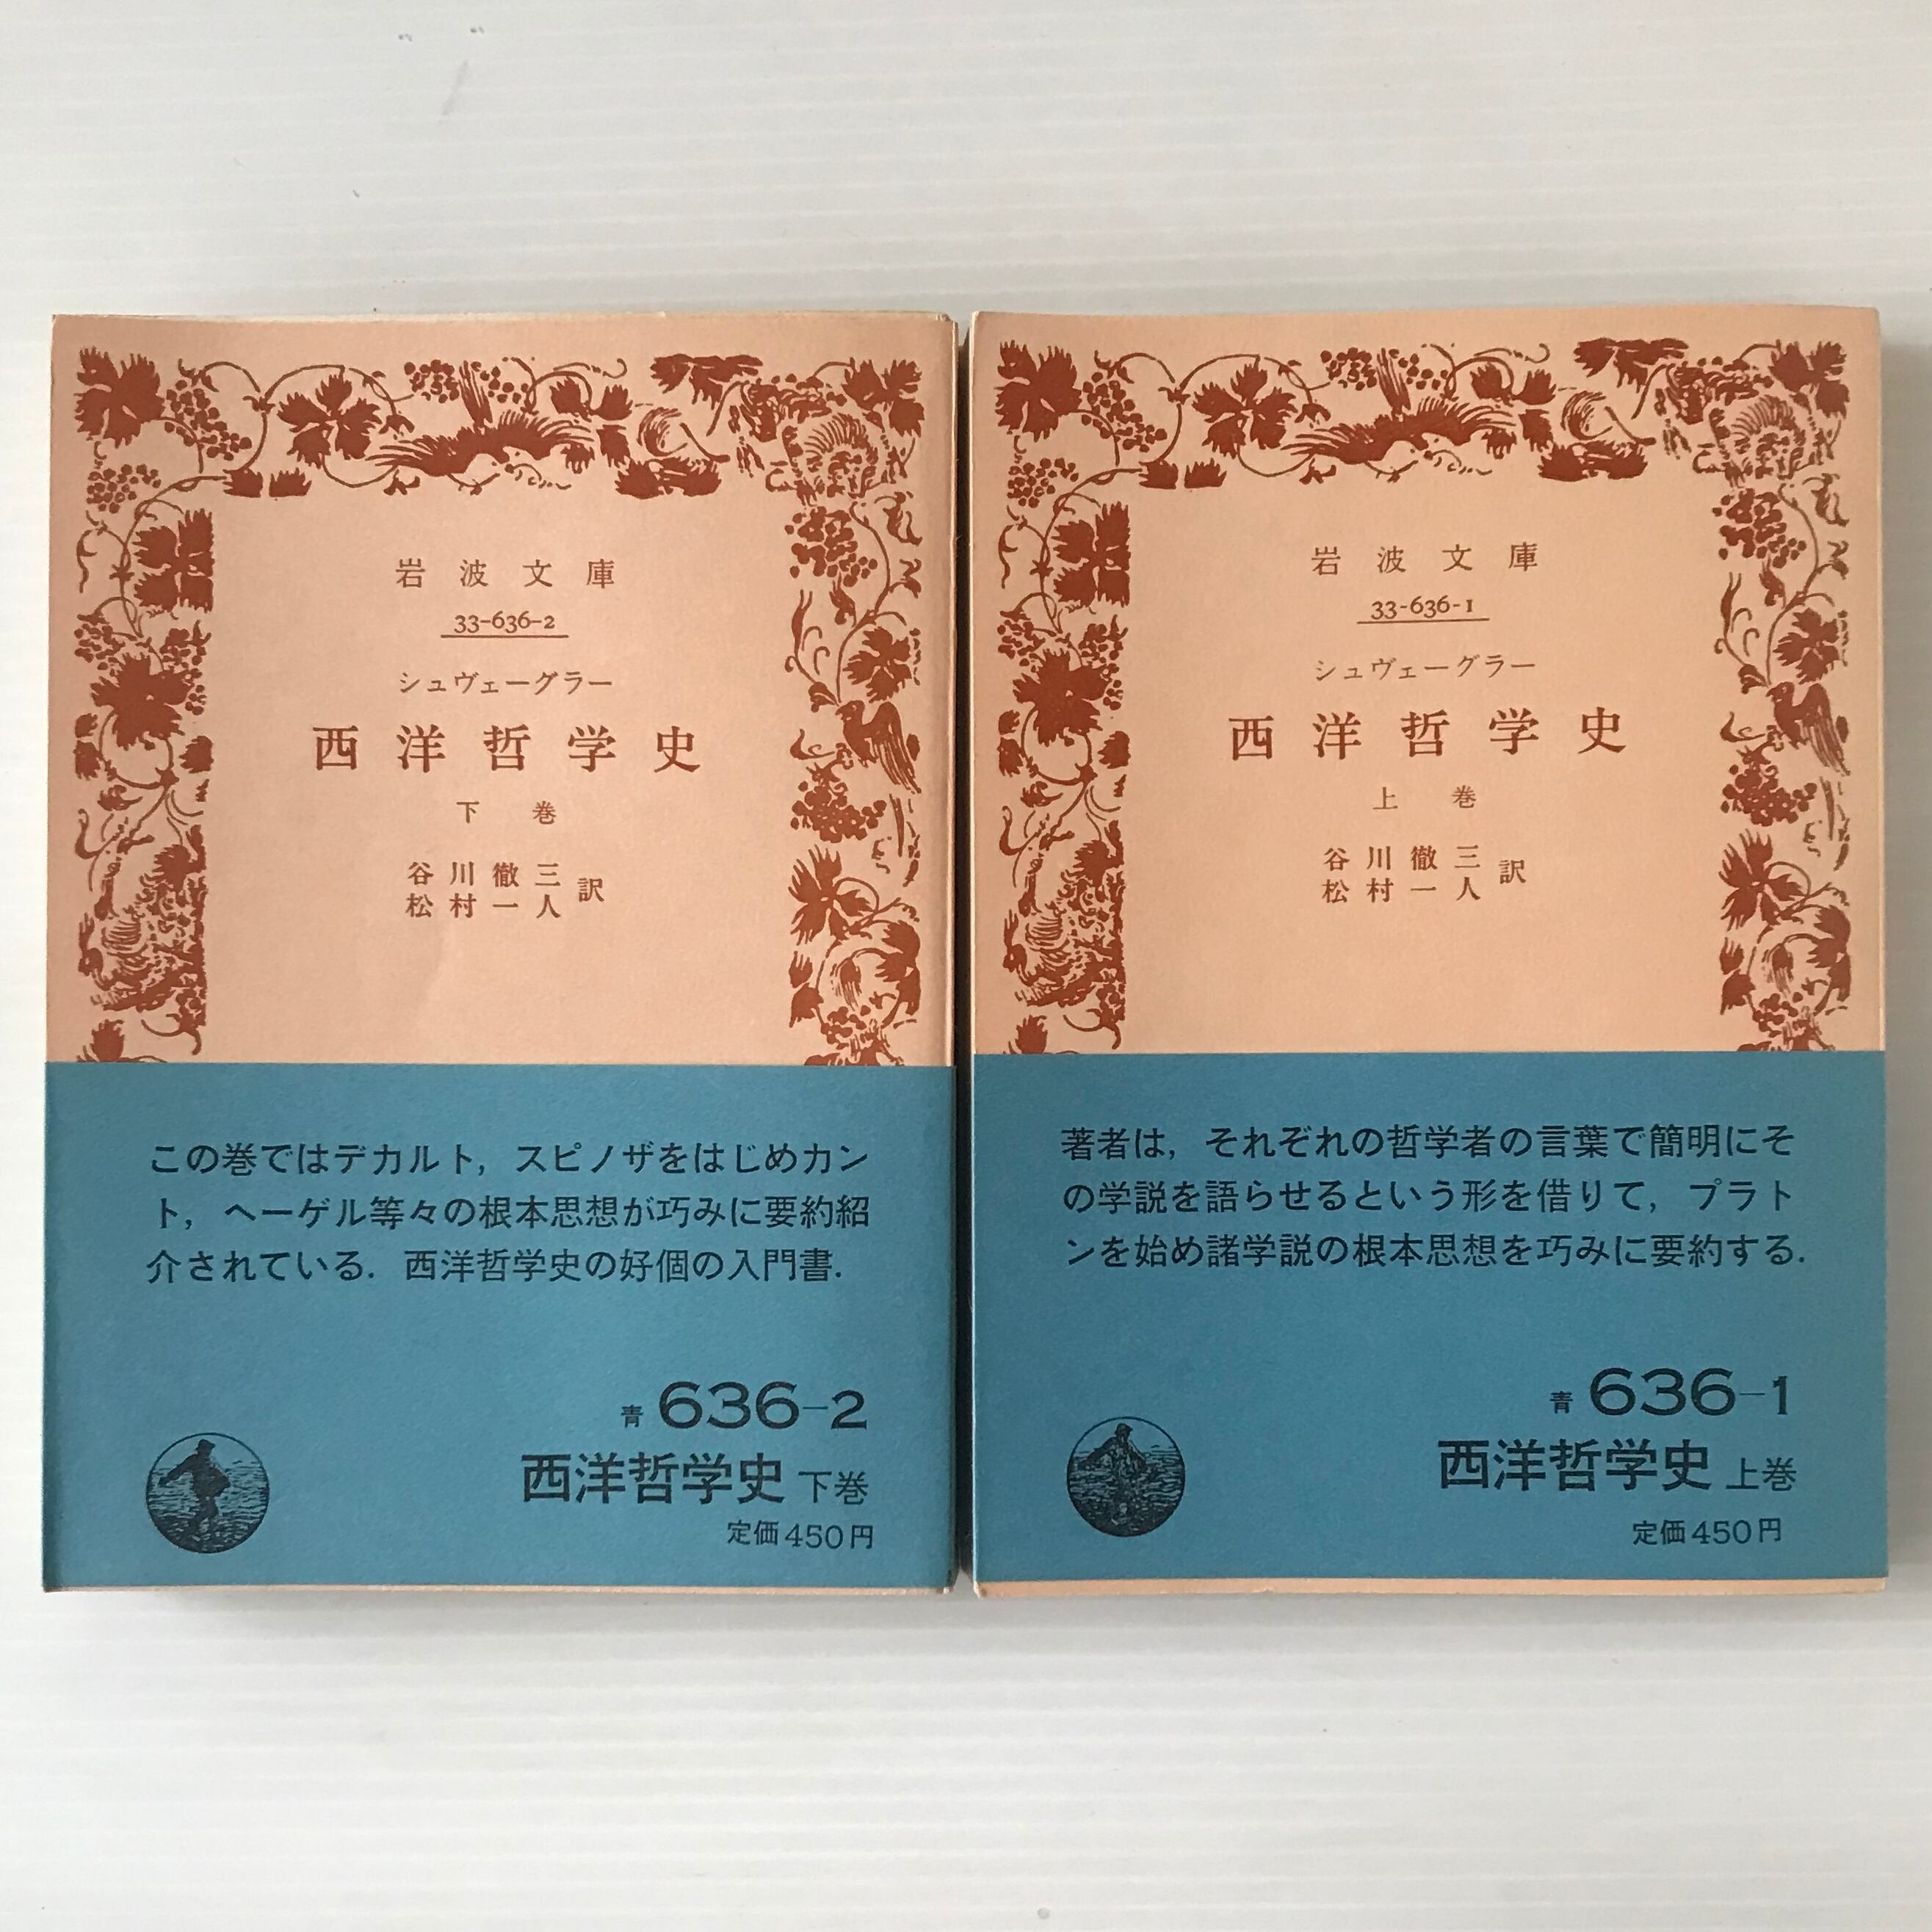 岩波文庫
33-636-2
シュヴェーグラー
西洋哲学史
下巻
谷川徹三
松村一人
訳
この巻ではデカルト，スピノザをはじめカン
ト，ヘーゲル等々の根本思想が巧みに要約紹
介されている．西洋哲学史の好個の入門書．
青 636-2
西洋哲学史 下巻
定価450円
岩波文庫
33-636-1
シュヴェーグラー
西洋哲学史
上巻
谷川徹三
松村一人
訳
著者は，それぞれの哲学者の言葉で簡明にそ
の学説を語らせるという形を借りて，プラト
ンを始め諸学説の根本思想を巧みに要約する．
青 636-1
西洋哲学史 上巻
定価450円